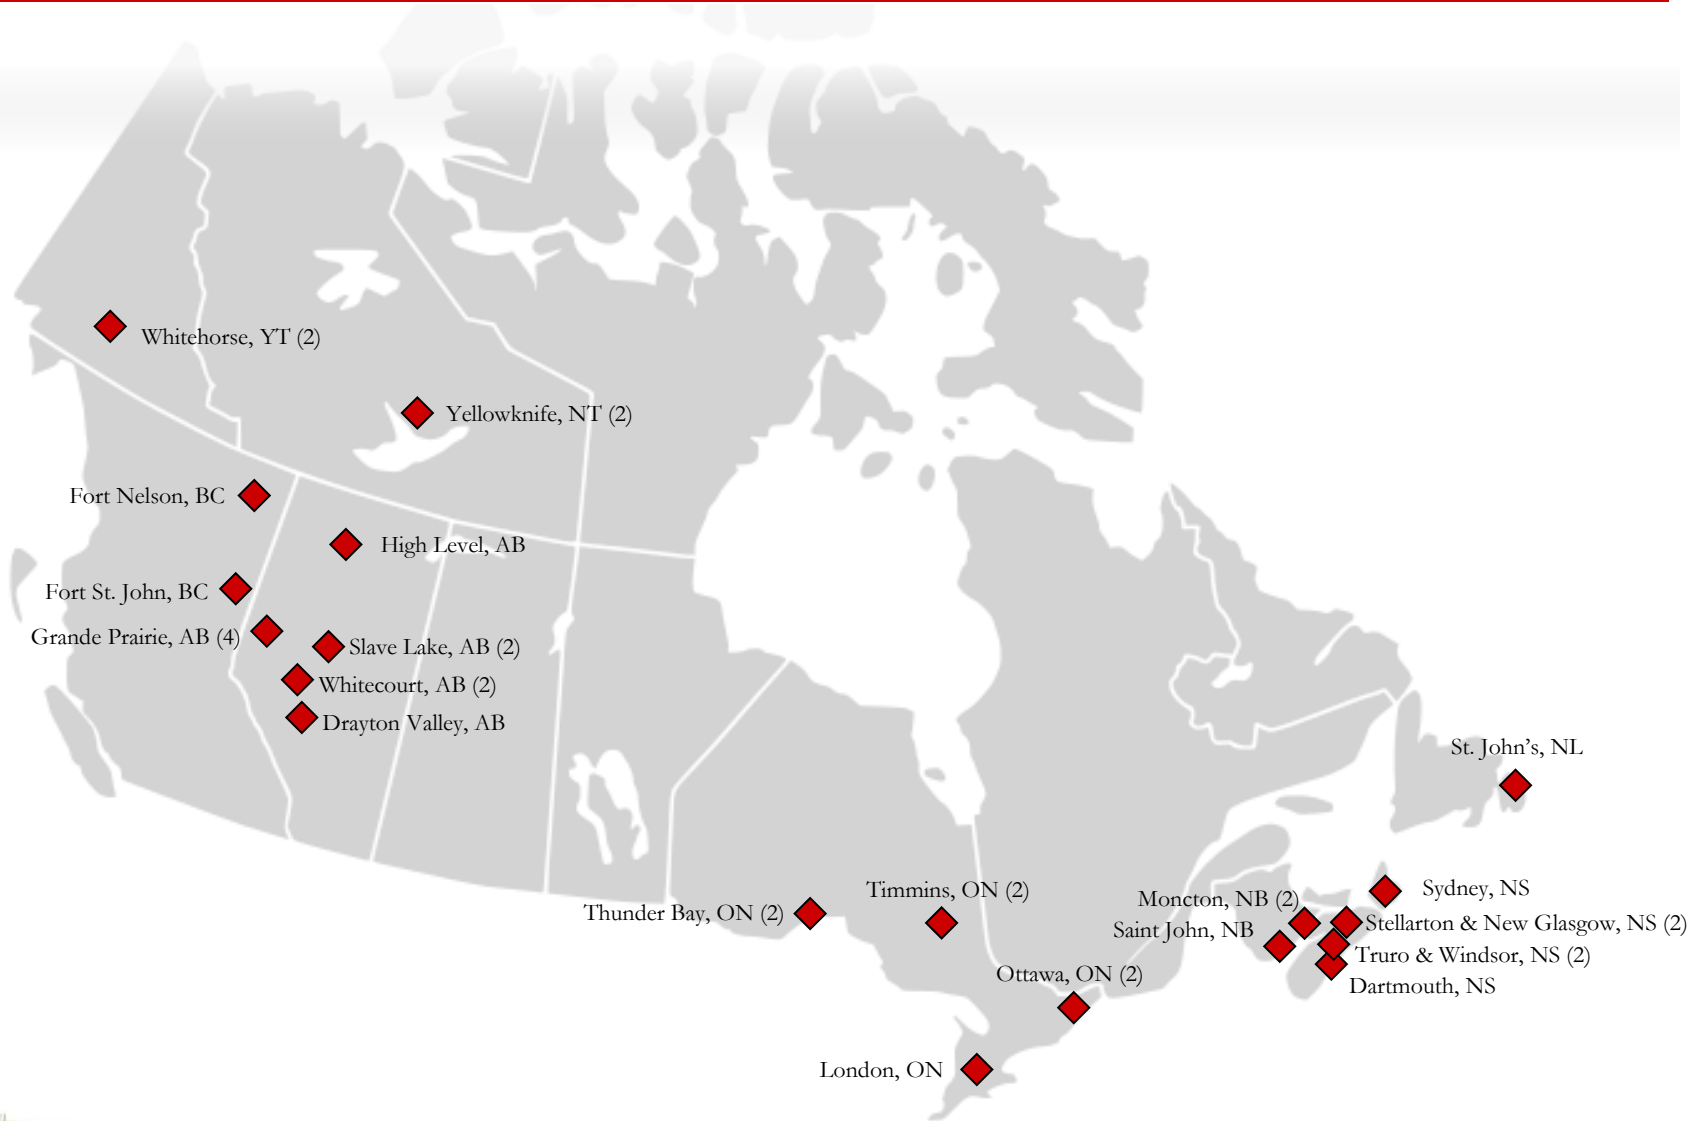 Whitehorse, YT (2)
Yellowknife, NT (2)
Fort Nelson, BC
High Level, AB
Fort St. John, BC
Grande Prairie, AB (4)
Slave Lake, AB (2)
Whitecourt, AB (2)
Drayton Valley, AB
St. John’s, NL
Timmins, ON (2)
Thunder Bay, ON (2)
Moncton, NB (2)
Sydney, NS
Saint John, NB
Stellarton & New Glasgow, NS (2)
Truro & Windsor, NS (2)
Ottawa, ON (2)
Dartmouth, NS
London, ON